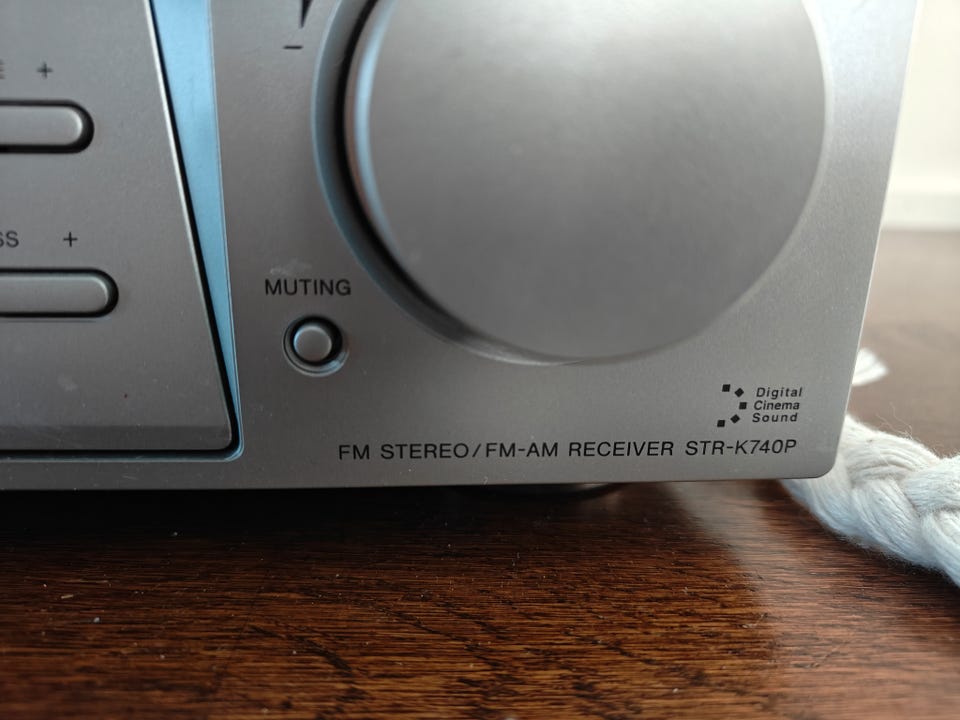 +
–
+
MUTING
Digital
Cinema
Sound
FM STEREO/FM-AM RECEIVER STR-K740P